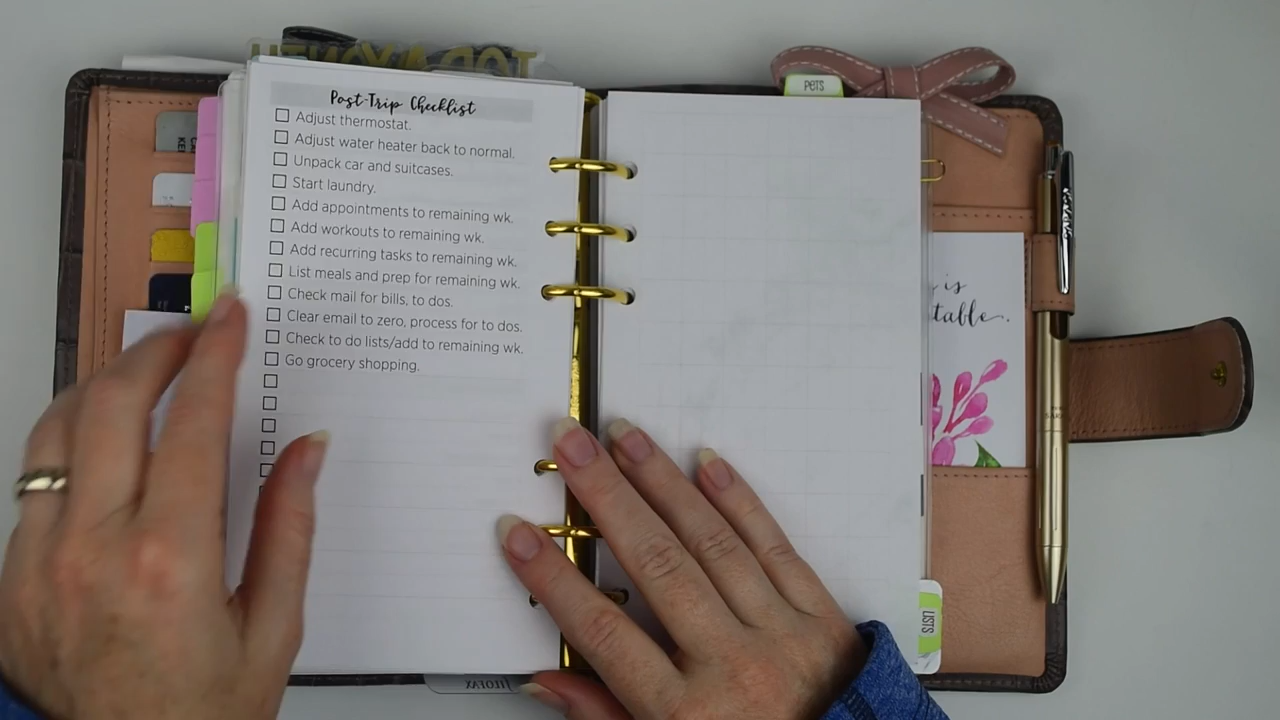 PETS
Post-Trip Checklist
Adjust thermostat.
Adjust water heater back to normal.
Unpack car and suitcases.
Start laundry.
Add appointments to remaining wk.
Add workouts to remaining wk.
Add recurring tasks to remaining wk.
List meals and prep for remaining wk.
Check mail for bills, to dos.
Clear email to zero, process for to dos.
Check to do lists/add to remaining wk.
Go grocery shopping.
is
table.
LISTS
FILOFAX